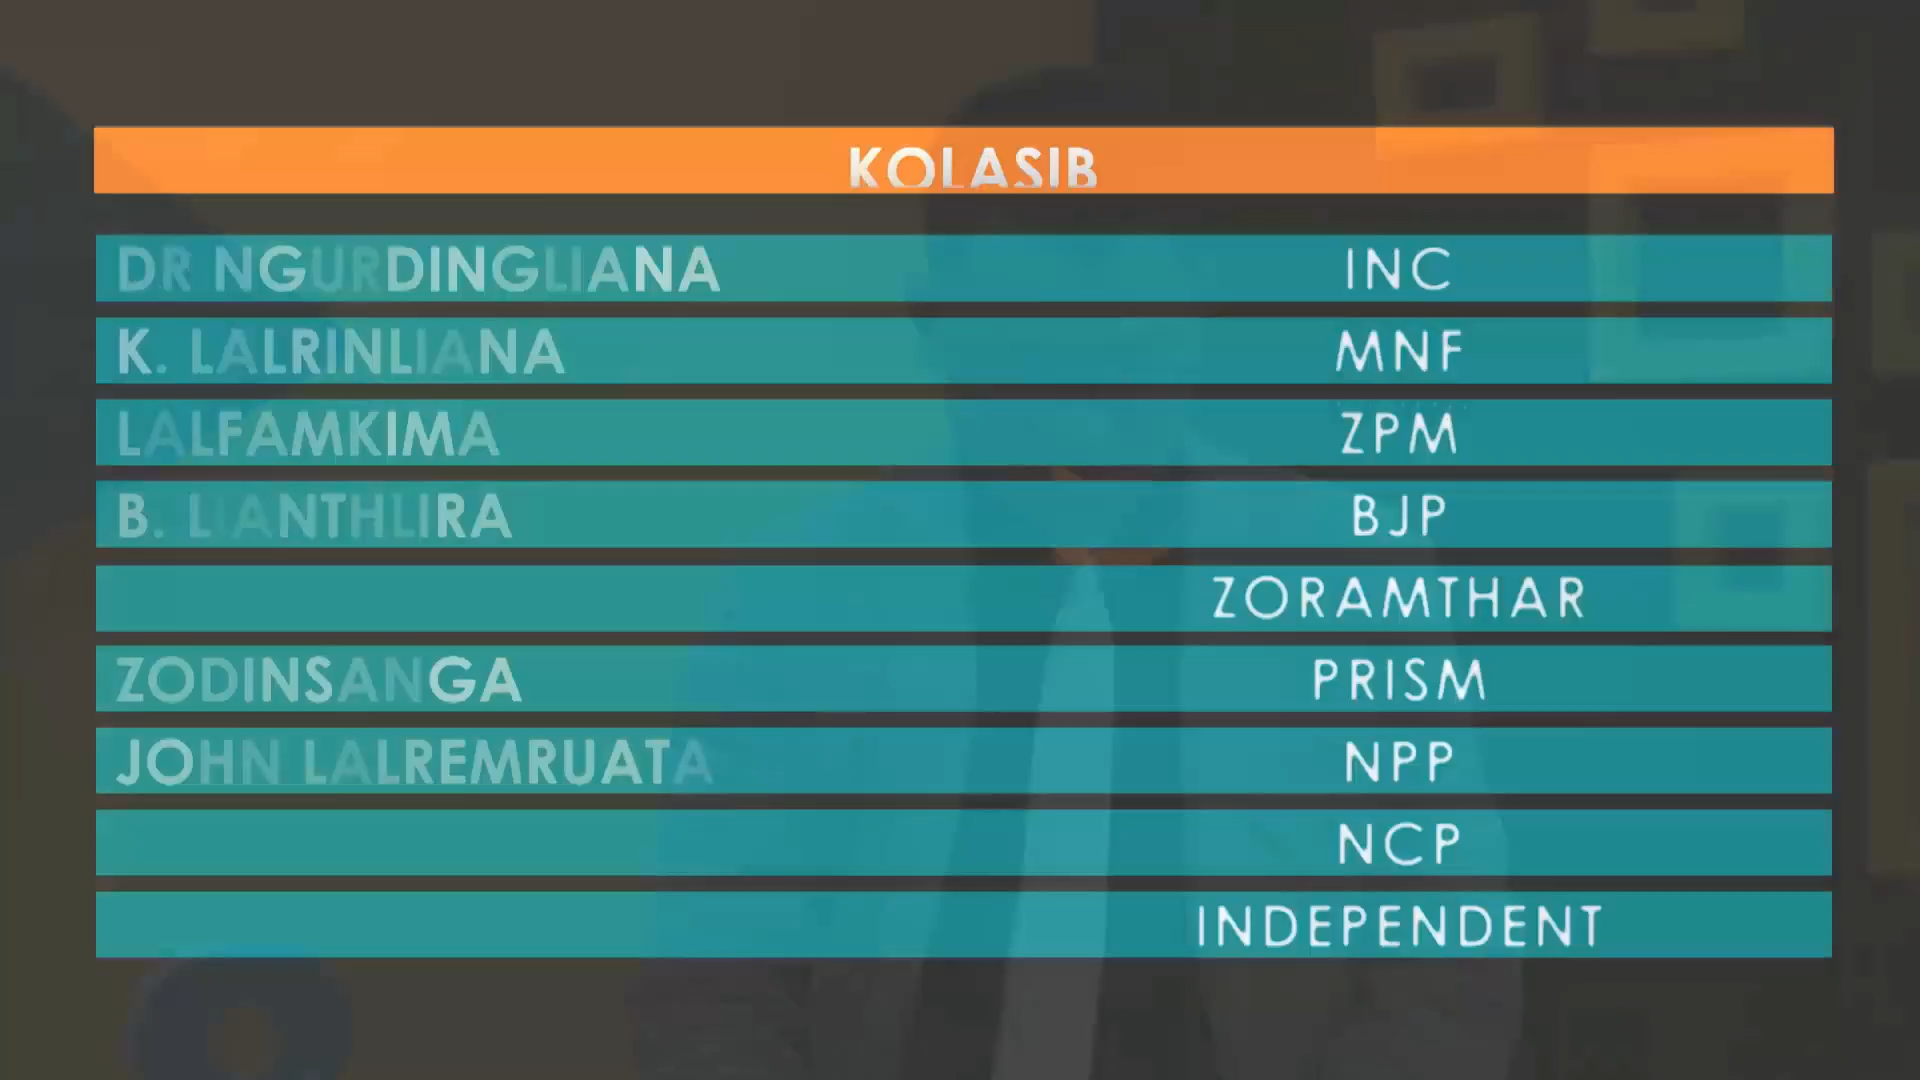 KOLASIB
DR NGURDINGLIANA INC
K. LALRINLIANA MNF
LALFAMKIMA ZPM
B. LIANTHLIRA BJP
ZORAMTHAR
ZODINSANGA PRISM
JOHN LALREMRUATA NPP
NCP
INDEPENDENT